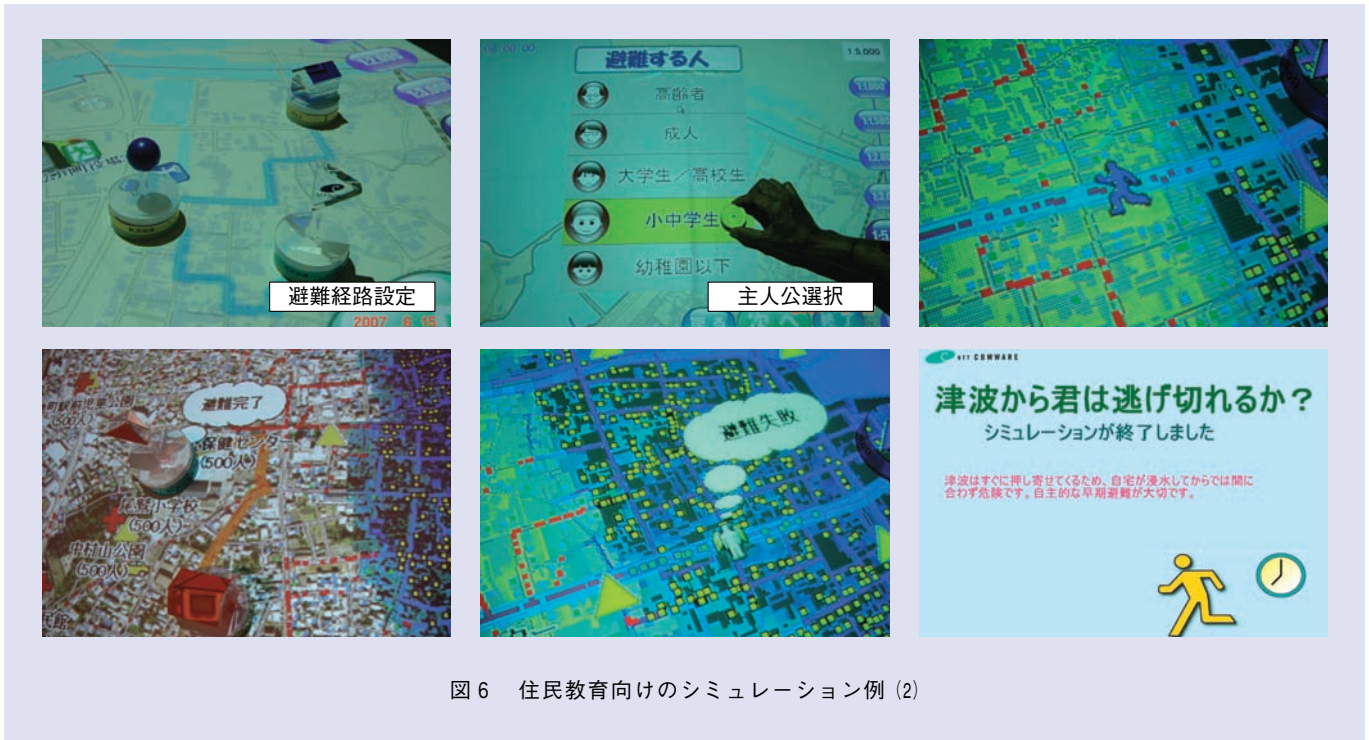 避難経路設定
2007 6 15
08:00:00
避難する人
1:5,000
高齢者
成人
大学生／高校生
小中学生
幼稚園以下
主人公選択
避難完了
(500人)
保健センター
(500人)
尾鷲小学校
(500人)
中村山公園
(500人)
避難失敗
NTT COMWARE
津波から君は逃げ切れるか？
シミュレーションが終了しました
津波はすぐに押し寄せてくるため、自宅が浸水してからでは間に
合わず危険です。自主的な早期避難が大切です。
図6 住民教育向けのシミュレーション例 (2)